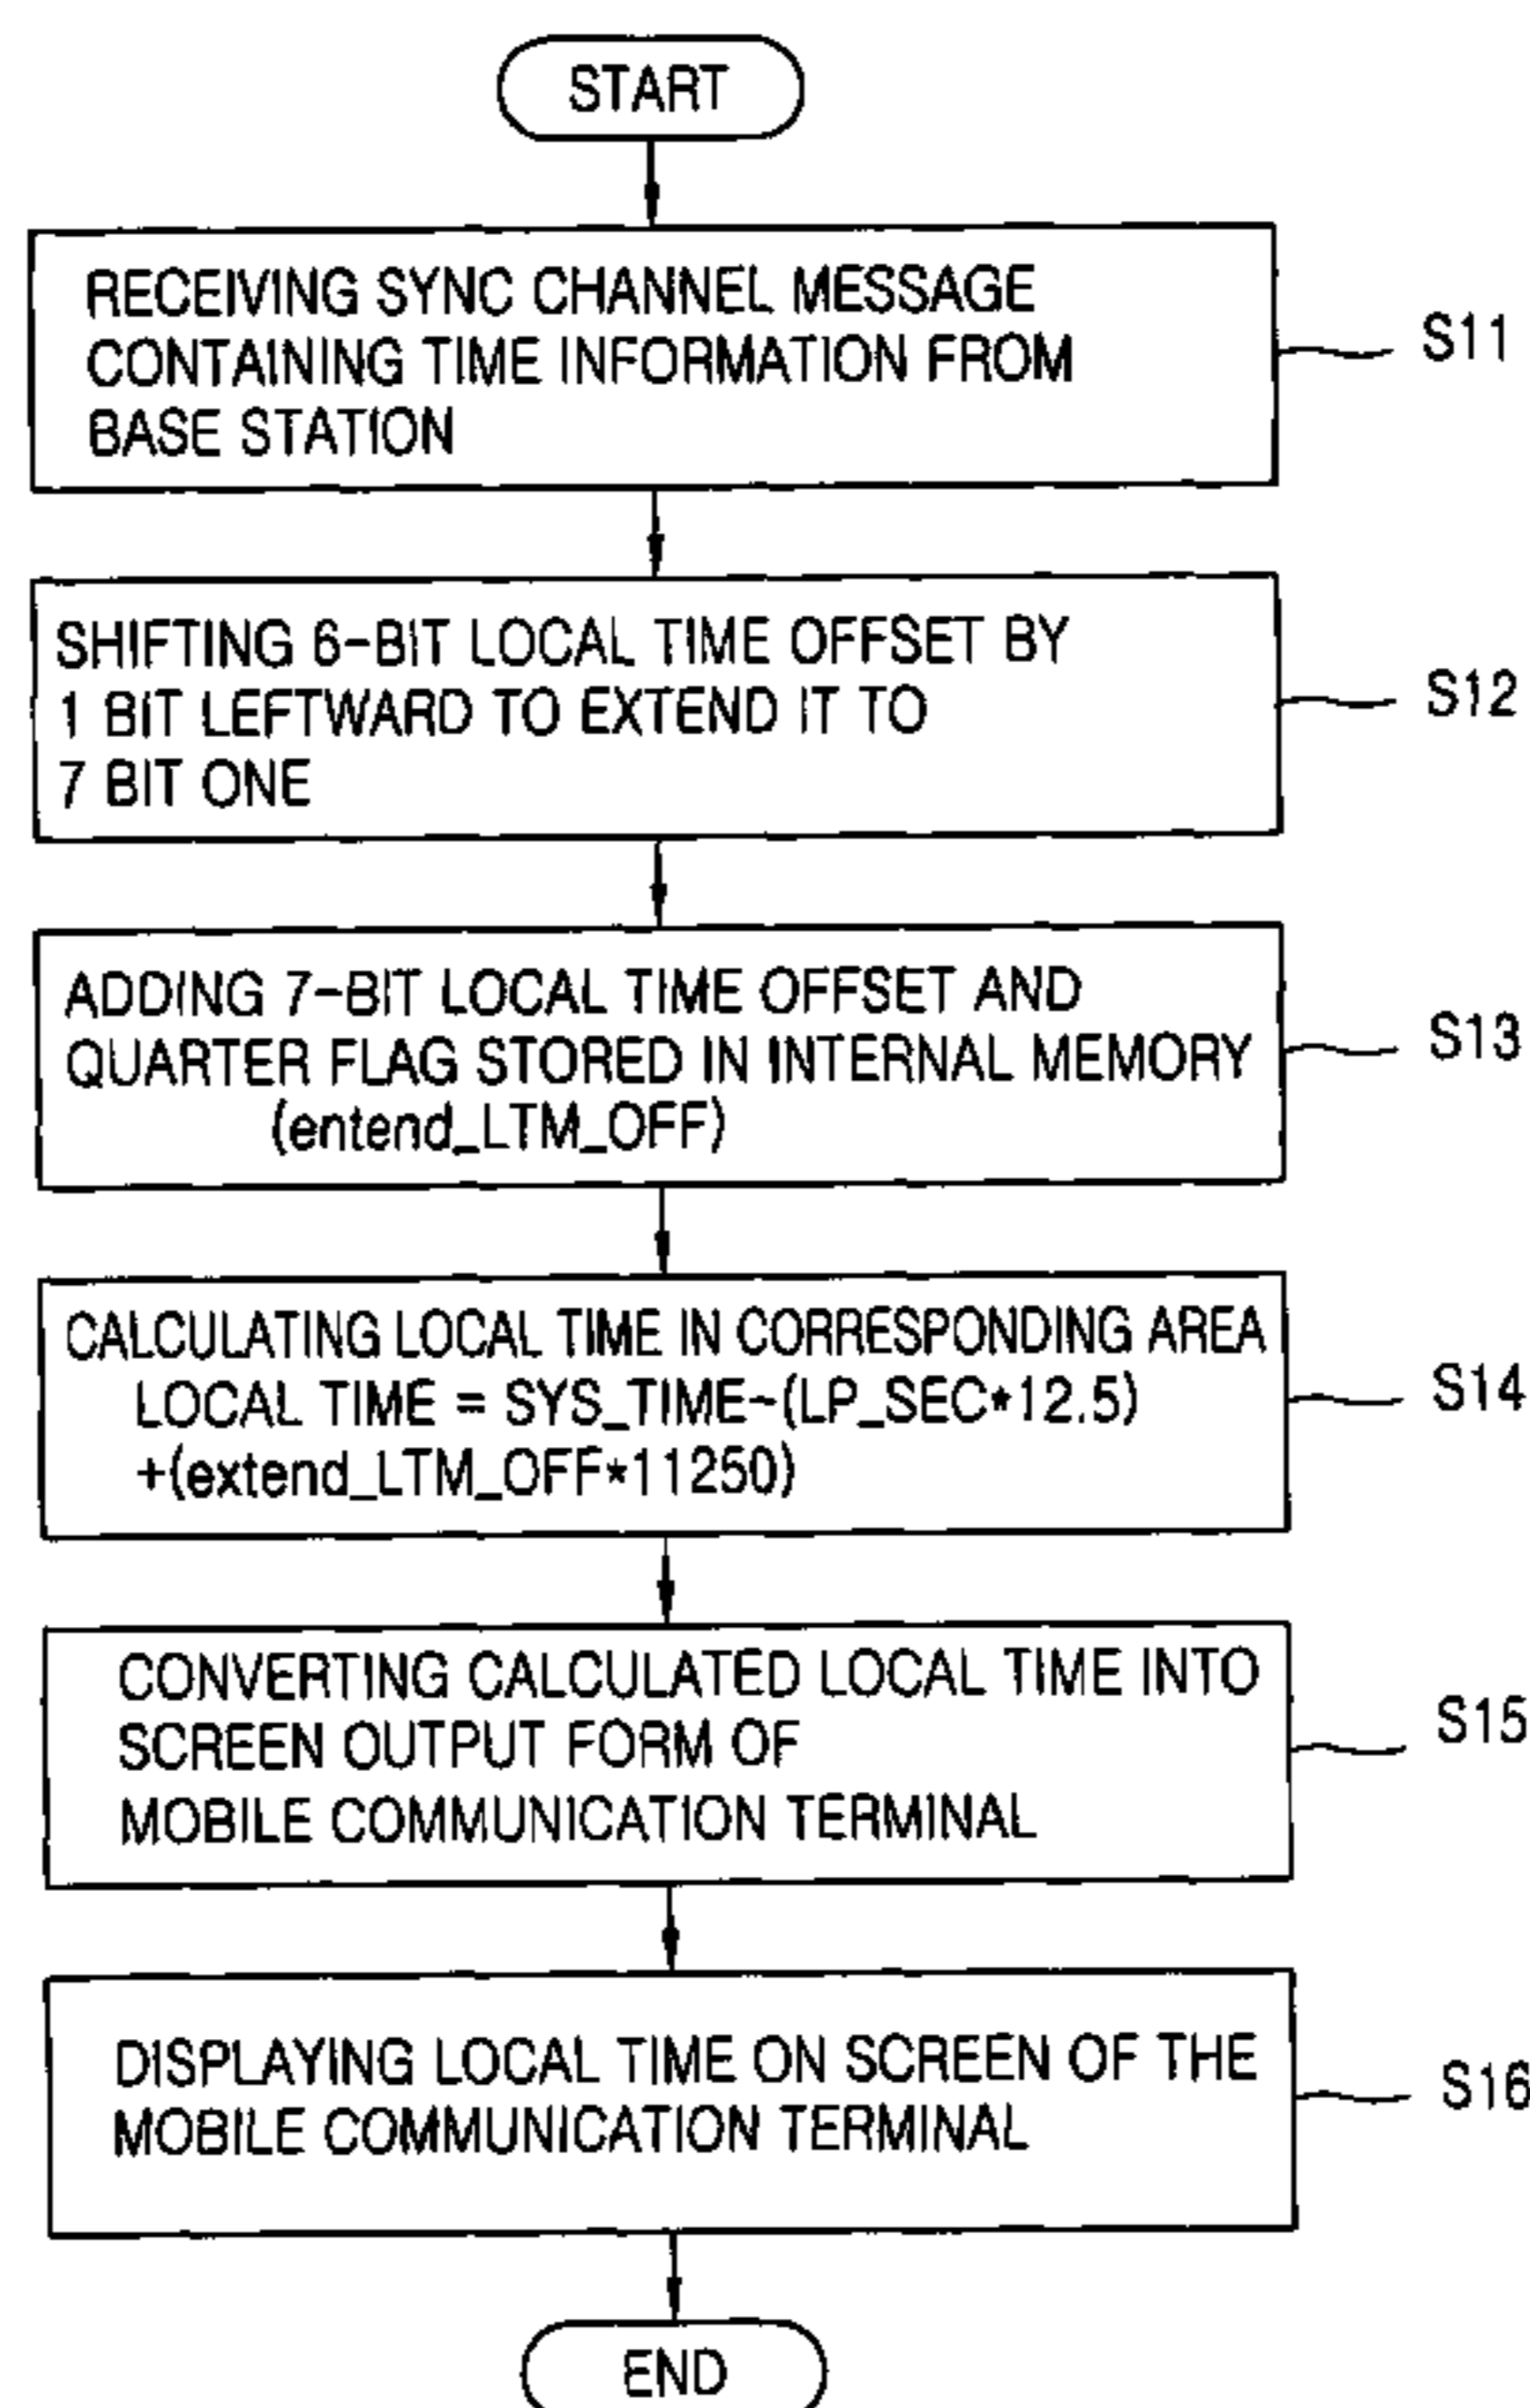 START
RECEIVING SYNC CHANNEL MESSAGE
CONTAINING TIME INFORMATION FROM
BASE STATION
S11
SHIFTING 6-BIT LOCAL TIME OFFSET BY
1 BIT LEFTWARD TO EXTEND IT TO
7 BIT ONE
S12
ADDING 7-BIT LOCAL TIME OFFSET AND
QUARTER FLAG STORED IN INTERNAL MEMORY
(entend_LTM_OFF)
S13
CALCULATING LOCAL TIME IN CORRESPONDING AREA
LOCAL TIME = SYS_TIME-(LP_SEC*12.5)
+(extend_LTM_OFF*11250)
S14
CONVERTING CALCULATED LOCAL TIME INTO
SCREEN OUTPUT FORM OF
MOBILE COMMUNICATION TERMINAL
S15
DISPLAYING LOCAL TIME ON SCREEN OF THE
MOBILE COMMUNICATION TERMINAL
S16
END